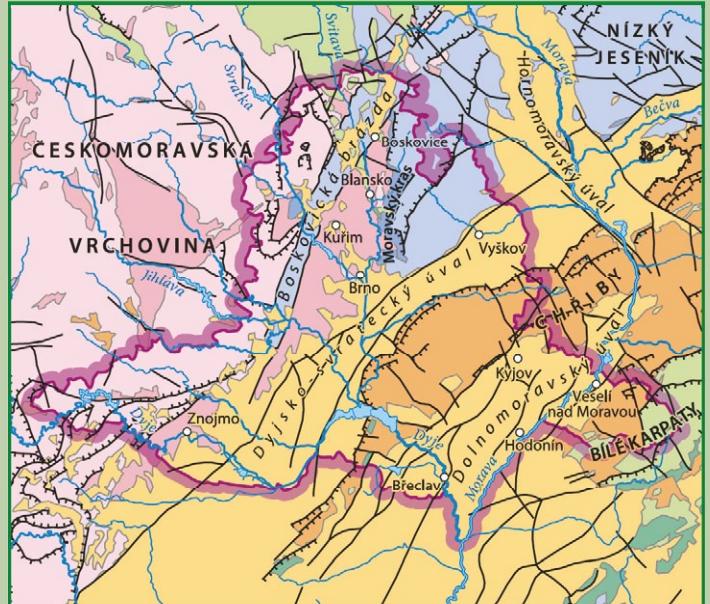 NÍZKÝ
JESENÍK
Svitava
Morava
Bečva
Svratka
Hornomoravský úval
ČESKOMORAVSKÁ
VRCHOVINA
Boskovická brázda
Boskovice
Blansko
Moravský kras
Kuřim
Vyškov
Brno
Jihlava
Dyjsko-svratecký úval
CHŘIBY
Kyjov
Dolnomoravský úval
Veselí
nad Moravou
BÍLÉ KARPATY
Hodonín
Znojmo
Dyje
Dyje
Břeclav
Morava